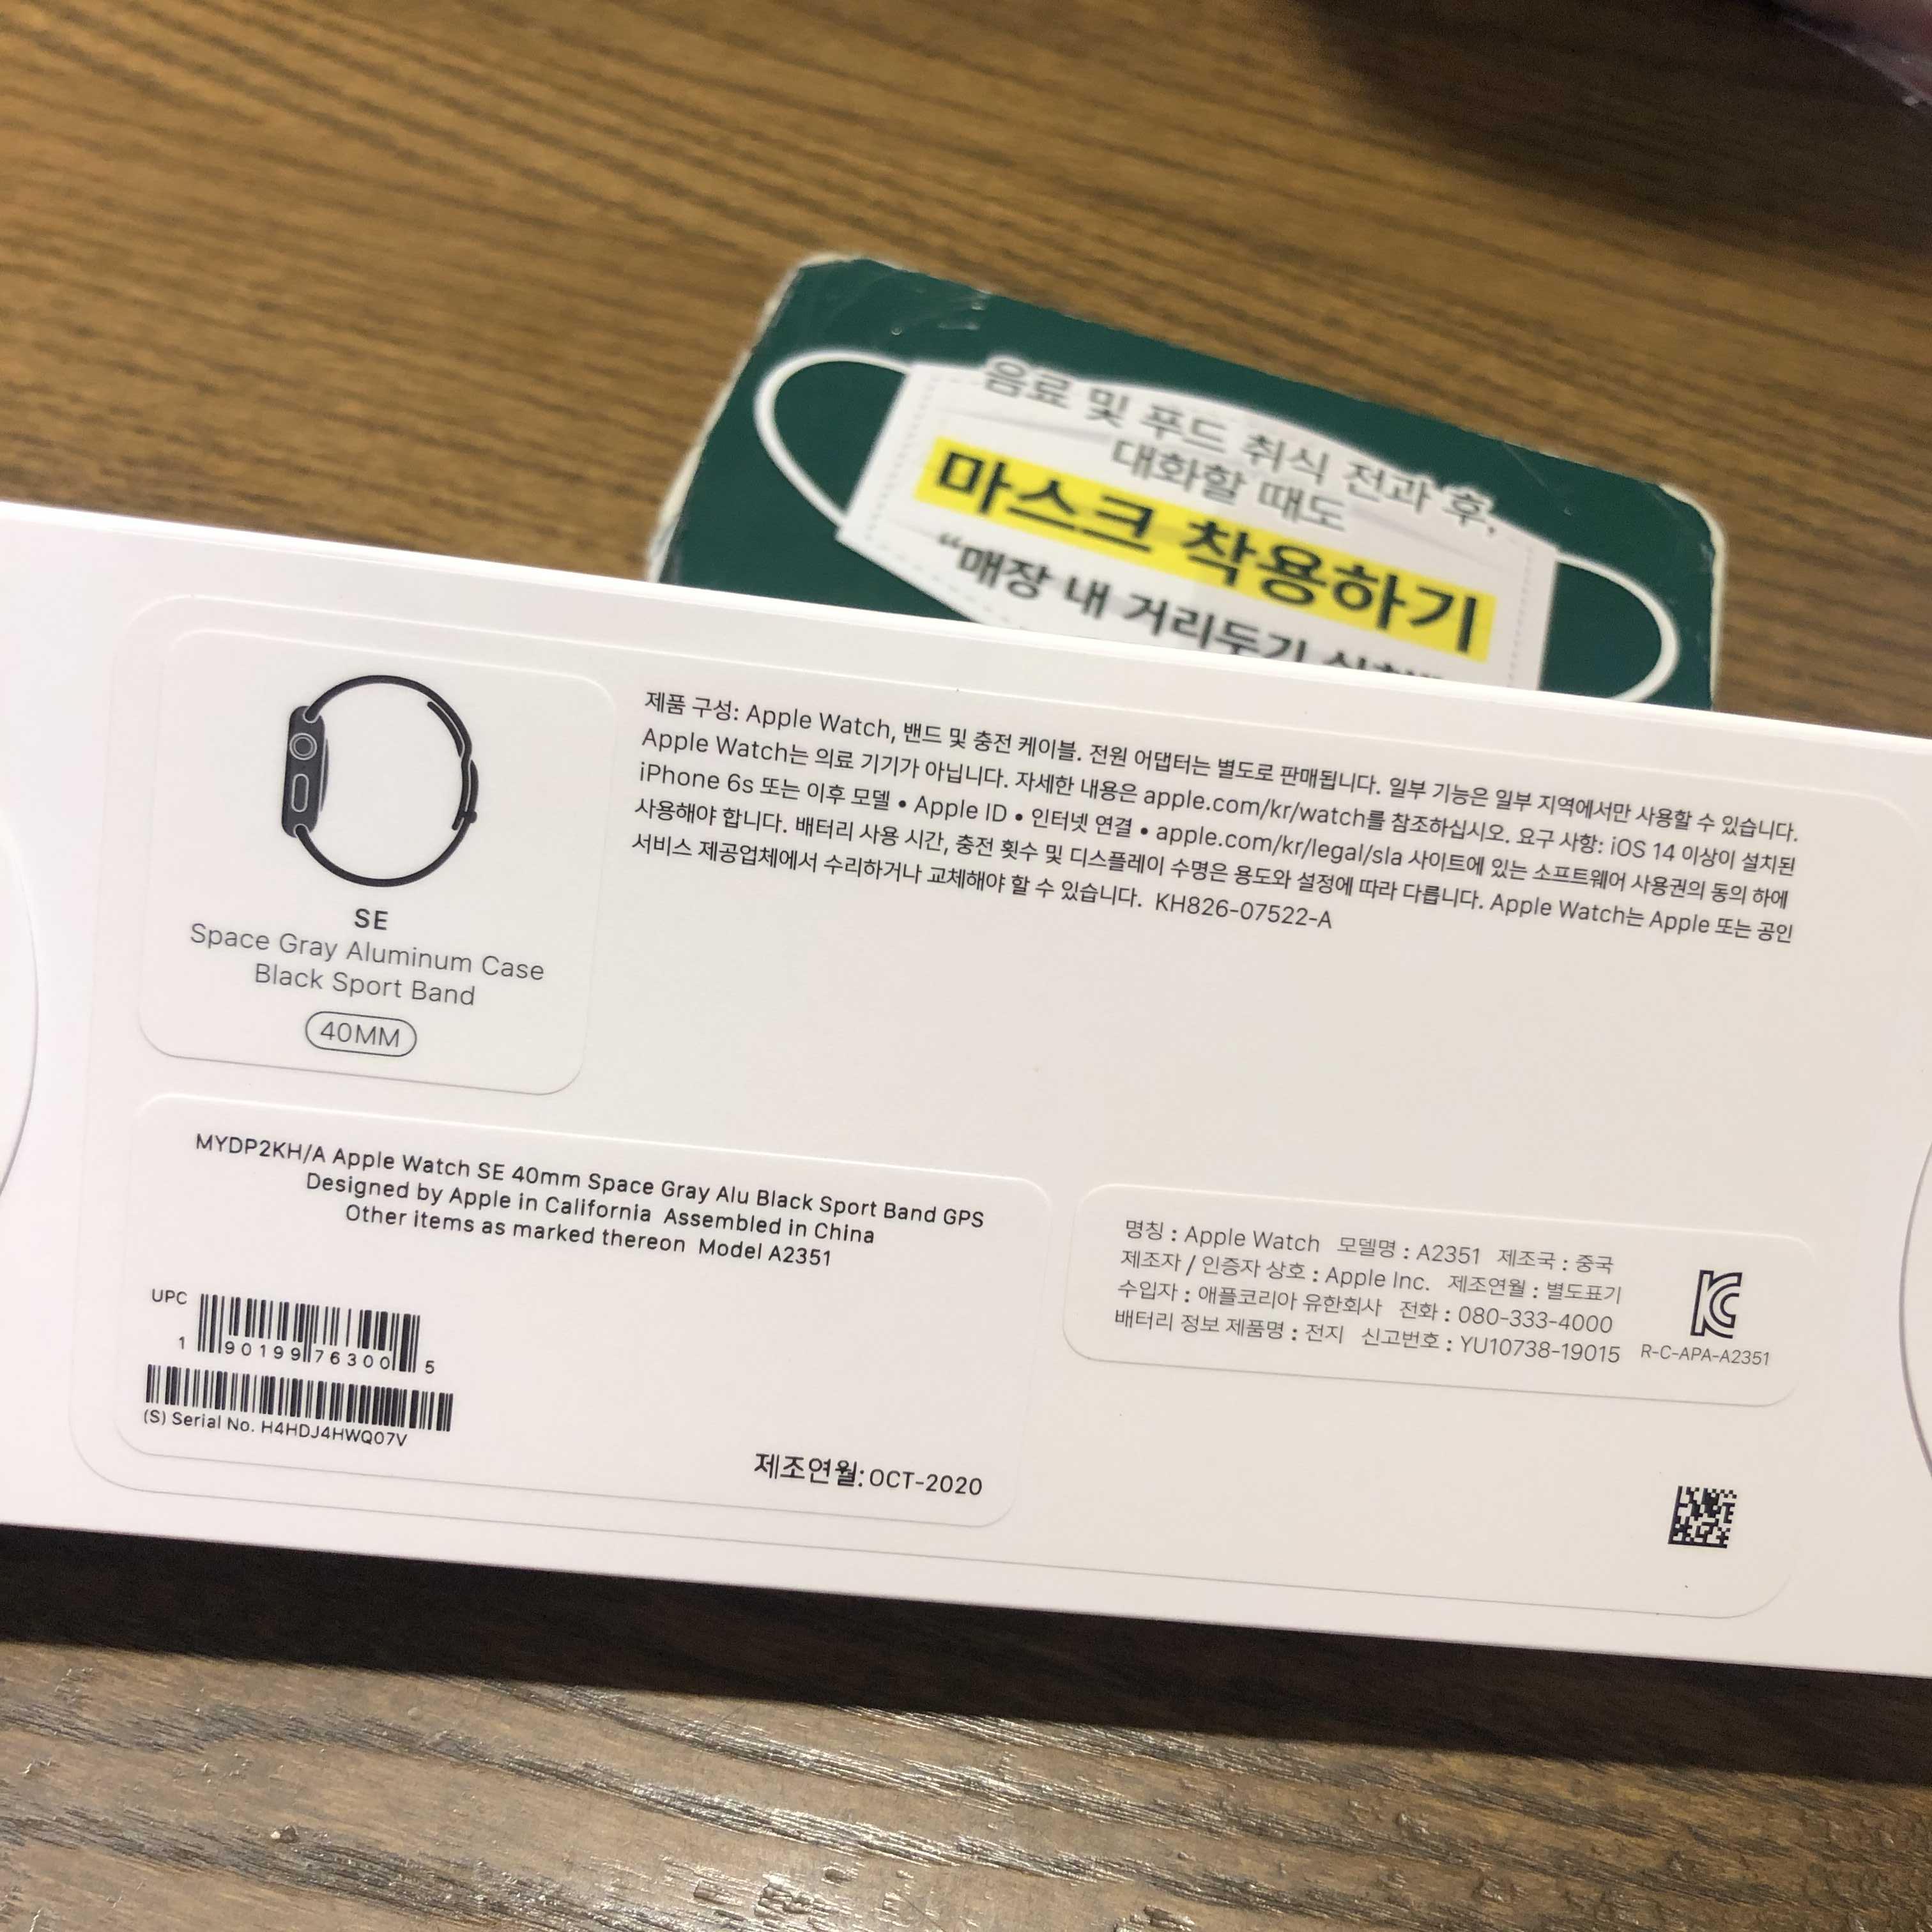 음료 및 푸드 취식 전과 후,
대화할 때도
마스크 착용하기
“매장 내 거리두기
제품 구성: Apple Watch, 밴드 및 충전 케이블. 전원 어댑터는 별도로 판매됩니다. 일부 기능은 일부 지역에서만 사용할 수 있습니다.
Apple Watch는 의료 기기가 아닙니다. 자세한 내용은 apple.com/kr/watch를 참조하십시오. 요구 사항: iOS 14 이상이 설치된
iPhone 6s 또는 이후 모델 • Apple ID • 인터넷 연결 • apple.com/kr/legal/sla 사이트에 있는 소프트웨어 사용권의 동의 하에
사용해야 합니다. 배터리 사용 시간, 충전 횟수 및 디스플레이 수명은 용도와 설정에 따라 다릅니다. Apple Watch는 Apple 또는 공인
서비스 제공업체에서 수리하거나 교체해야 할 수 있습니다. KH826-07522-A
SE
Space Gray Aluminum Case
Black Sport Band
40MM
MYDP2KH/A Apple Watch SE 40mm Space Gray Alu Black Sport Band GPS
Designed by Apple in California Assembled in China
Other items as marked thereon Model A2351
UPC
1 90199 76300 5
(S) Serial No. H4HDJ4HWQ07V
제조연월: OCT-2020
명칭 : Apple Watch 모델명 : A2351 제조국 : 중국
제조자 / 인증자 상호 : Apple Inc. 제조연월 : 별도표기
수입자 : 애플코리아 유한회사 전화 : 080-333-4000
배터리 정보 제품명 : 전지 신고번호 : YU10738-19015
R-C-APA-A2351